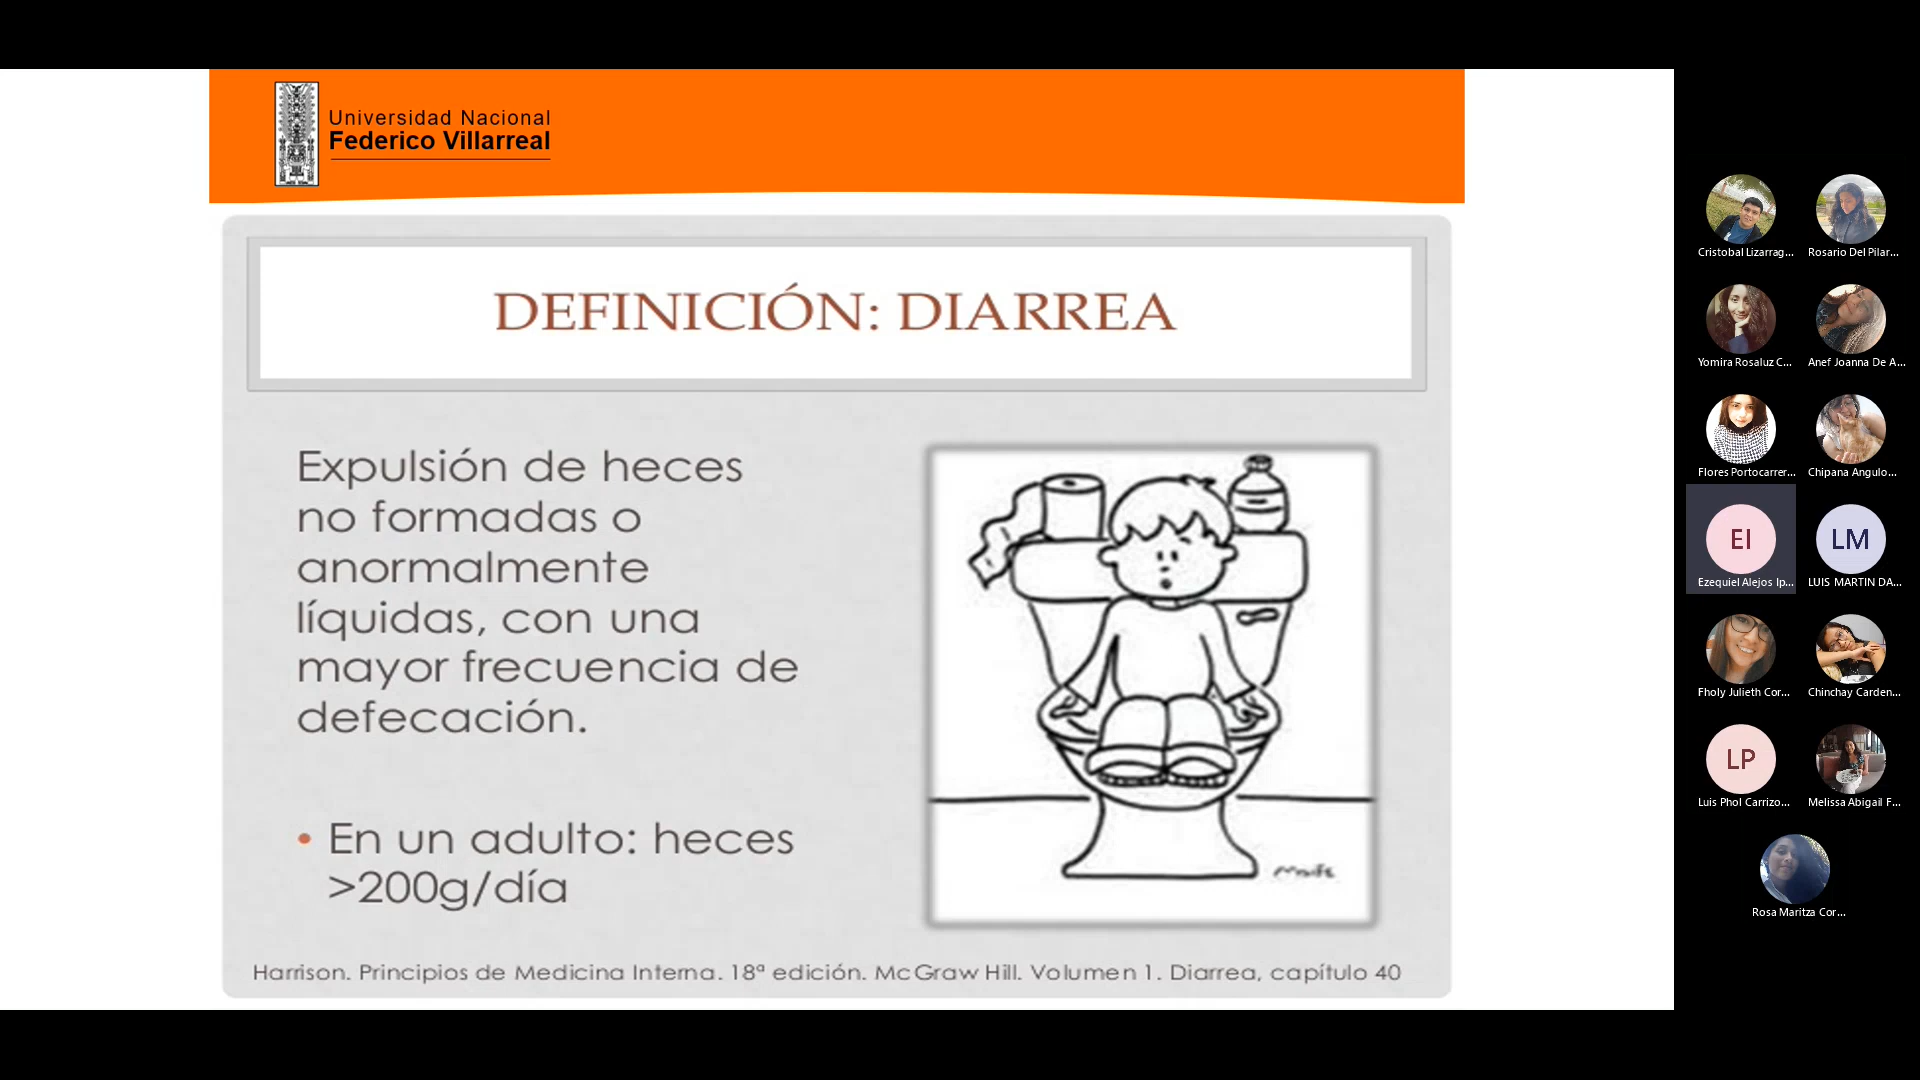 Universidad Nacional
Federico Villarreal
DEFINICIÓN: DIARREA
Expulsión de heces
no formadas o
anormalmente
líquidas, con una
mayor frecuencia de
defecación.
• En un adulto: heces
>200g/día
Harrison. Principios de Medicina Interna. 18ª edición. McGraw Hill. Volumen 1. Diarrea, capítulo 40
Cristobal Lizarrag...
Rosario Del Pilar...
Yomira Rosaluz C...
Anef Joanna De A...
Flores Portocarrer...
Chipana Angulo...
EI
LM
Ezequiel Alejos Ip...
LUIS MARTIN DA...
Fholy Julieth Cor...
Chinchay Carden...
LP
Luis Phol Carrizo...
Melissa Abigail F...
Rosa Maritza Cor...